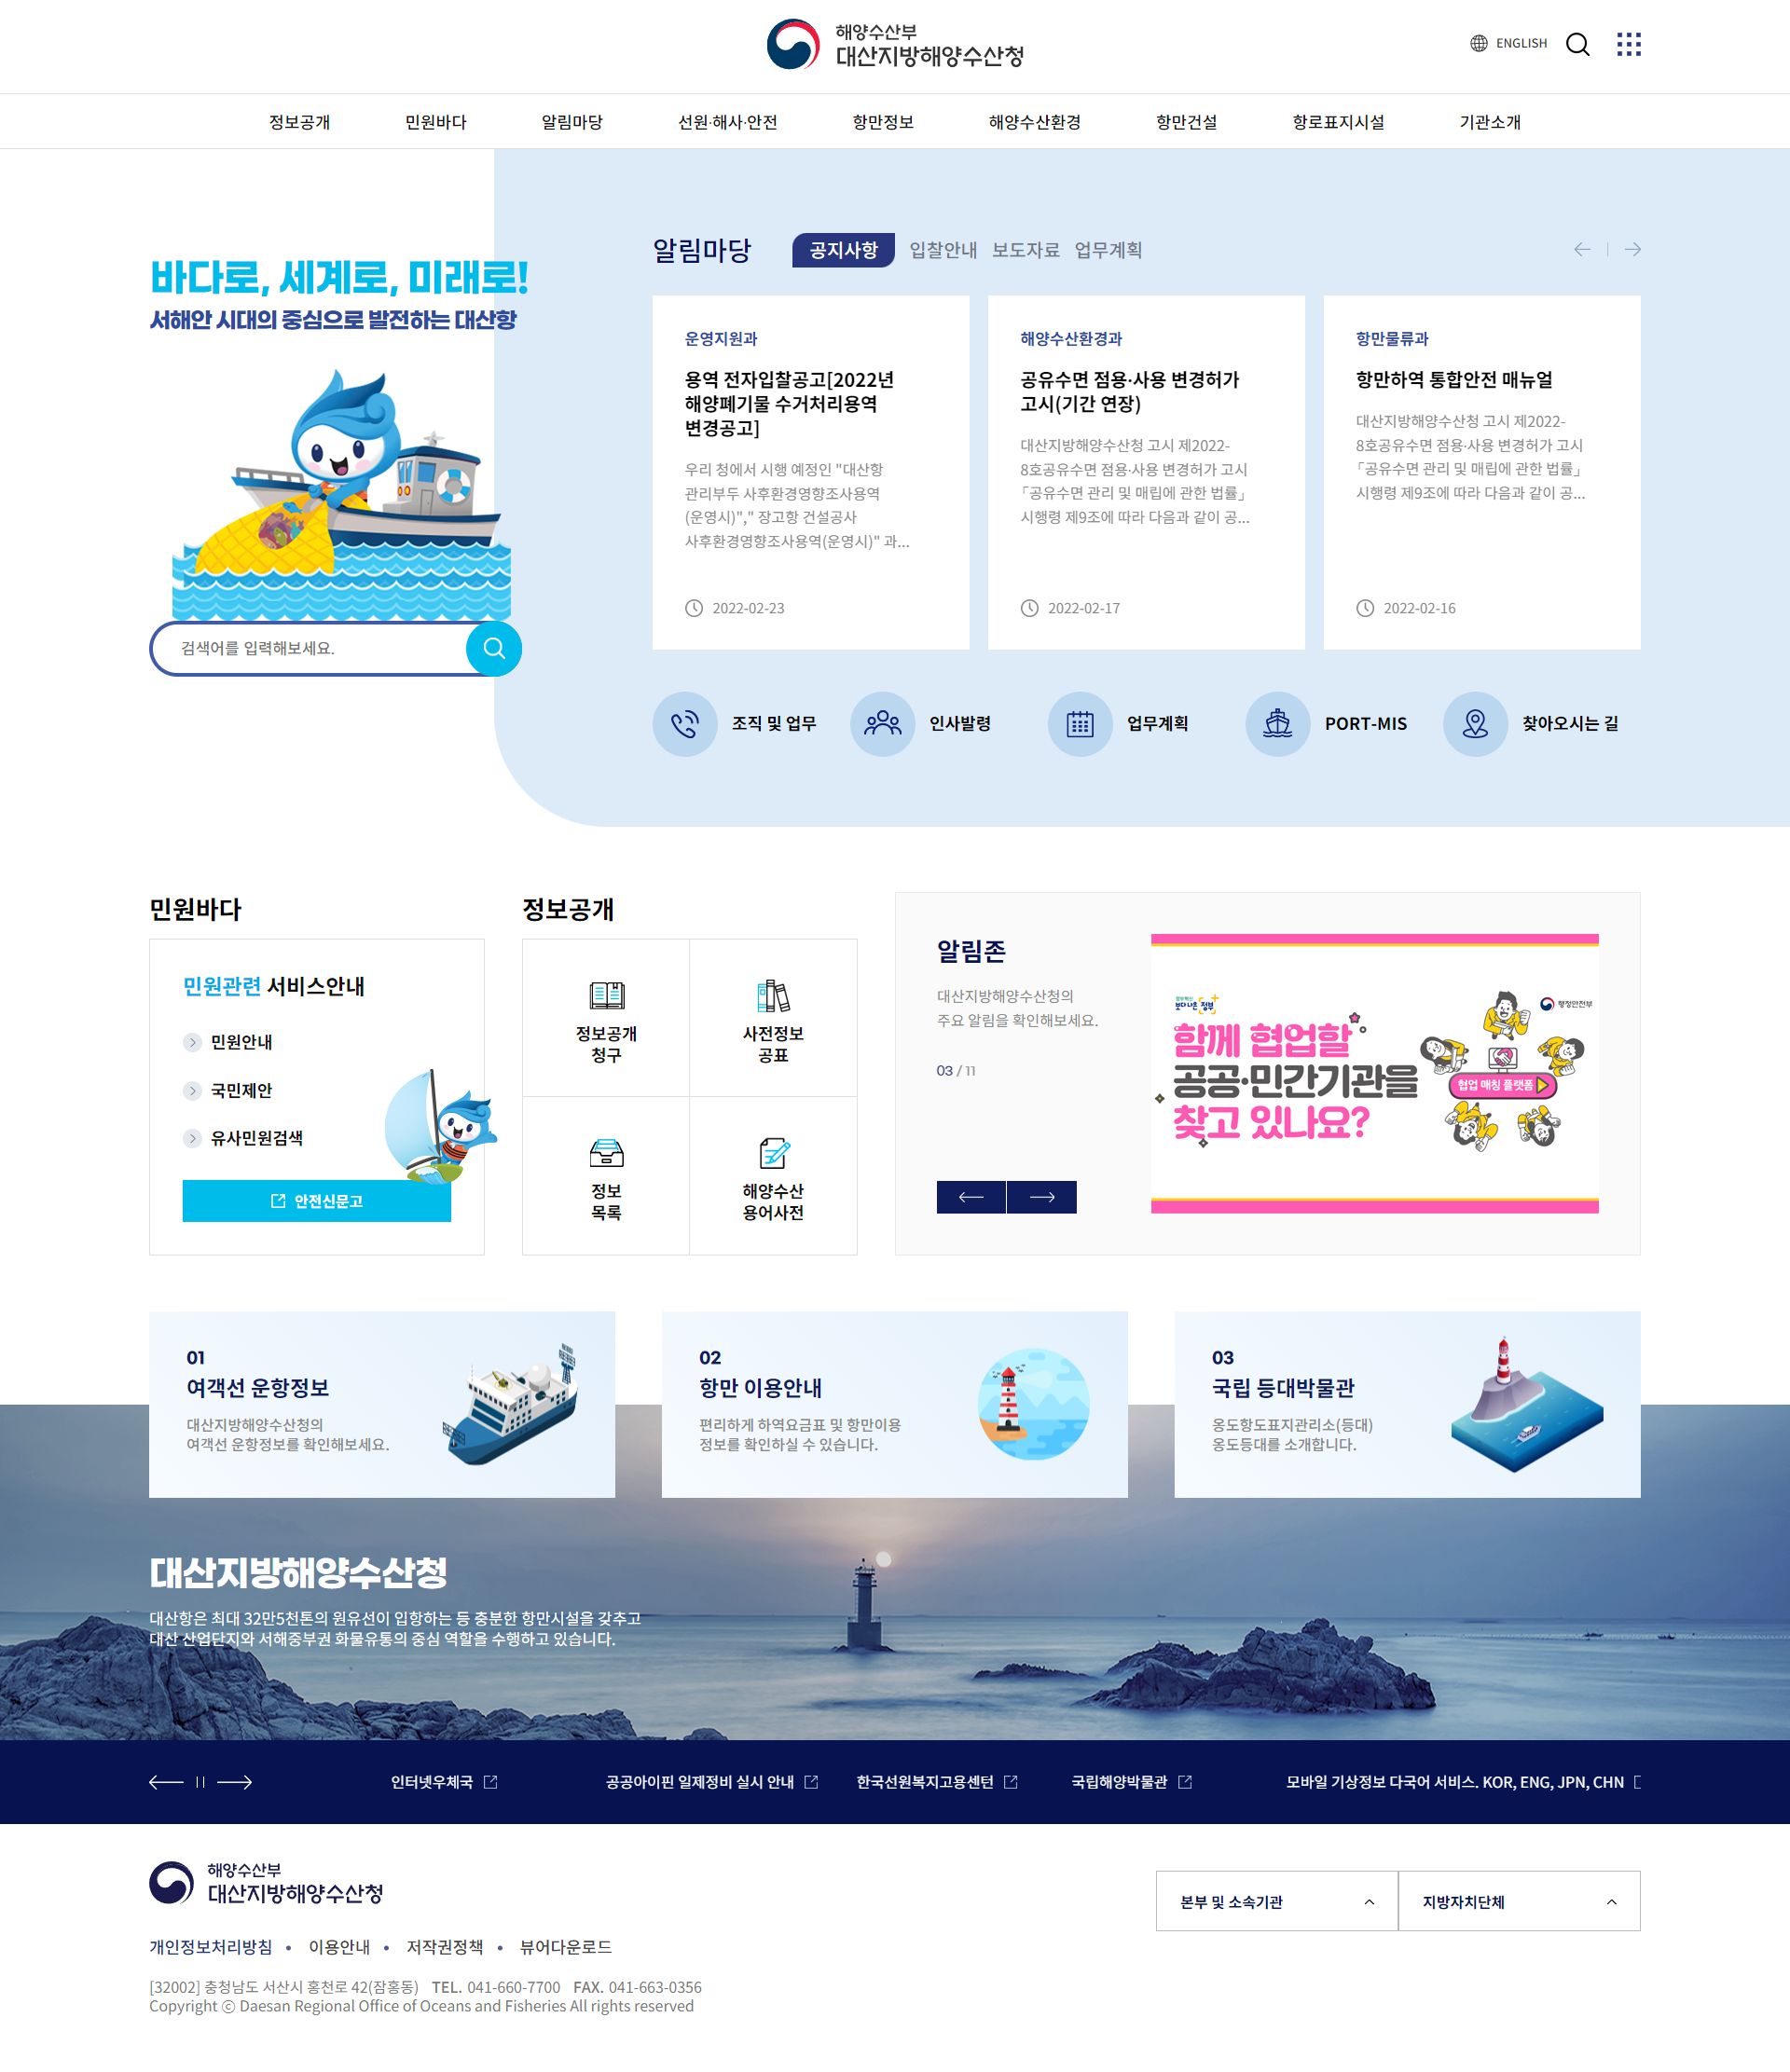 해양수산부
대산지방해양수산청
ENGLISH
정보공개 민원바다 알림마당 선원·해사·안전 항만정보 해양수산환경 항만건설 항로표지시설 기관소개
바다로, 세계로, 미래로!
서해안 시대의 중심으로 발전하는 대산항
검색어를 입력해보세요.
알림마당 공지사항 입찰안내 보도자료 업무계획
운영지원과
용역 전자입찰공고[2022년
해양폐기물 수거처리용역
변경공고]
우리 청에서 시행 예정인 "대산항
관리부두 사후환경영향조사용역
(운영시)"," 장고항 건설공사
사후환경영향조사용역(운영시)" 과...
2022-02-23
해양수산환경과
공유수면 점용·사용 변경허가
고시(기간 연장)
대산지방해양수산청 고시 제2022-
8호공유수면 점용·사용 변경허가 고시
「공유수면 관리 및 매립에 관한 법률」
시행령 제9조에 따라 다음과 같이 공...
2022-02-17
항만물류과
항만하역 통합안전 매뉴얼
대산지방해양수산청 고시 제2022-
8호공유수면 점용·사용 변경허가 고시
「공유수면 관리 및 매립에 관한 법률」
시행령 제9조에 따라 다음과 같이 공...
2022-02-16
조직 및 업무 인사발령 업무계획 PORT-MIS 찾아오시는 길
민원바다
민원관련 서비스안내
민원안내
국민제안
유사민원검색
안전신문고
정보공개
정보공개
청구
사전정보
공표
정보
목록
해양수산
용어사전
알림존
대산지방해양수산청의
주요 알림을 확인해보세요.
03 / 11
보다나은 정부
행정안전부
함께 협업할
공공·민간기관을
찾고 있나요?
협업 매칭 플랫폼
01
여객선 운항정보
대산지방해양수산청의
여객선 운항정보를 확인해보세요.
02
항만 이용안내
편리하게 하역요금표 및 항만이용
정보를 확인하실 수 있습니다.
03
국립 등대박물관
옹도항도표지관리소(등대)
옹도등대를 소개합니다.
대산지방해양수산청
대산항은 최대 32만5천톤의 원유선이 입항하는 등 충분한 항만시설을 갖추고
대산 산업단지와 서해중부권 화물유통의 중심 역할을 수행하고 있습니다.
인터넷우체국 공공아이핀 일제정비 실시 안내 한국선원복지고용센턴 국립해양박물관 모바일 기상정보 다국어 서비스. KOR, ENG, JPN, CHN
해양수산부
대산지방해양수산청
본부 및 소속기관 지방자치단체
개인정보처리방침 • 이용안내 • 저작권정책 • 뷰어다운로드
[32002] 충청남도 서산시 홍천로 42(잠홍동) TEL. 041-660-7700 FAX. 041-663-0356
Copyright ⓒ Daesan Regional Office of Oceans and Fisheries All rights reserved